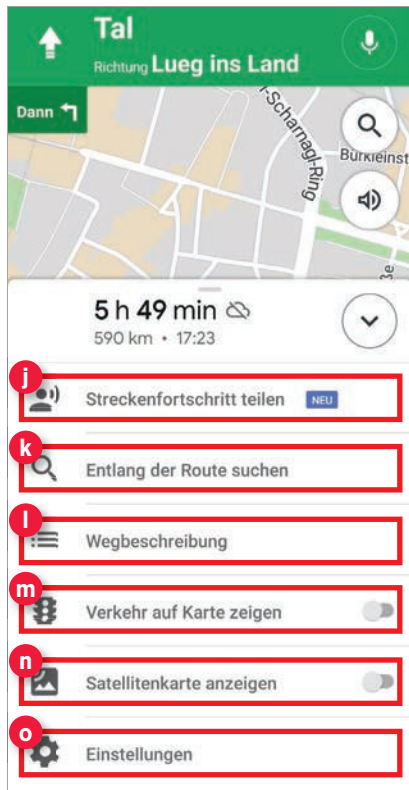 Tal
Richtung Lueg ins Land
Dann
r-Scharnagl-Ring
Bürkleinst
aße
5 h 49 min
590 km • 17:23
j
Streckenfortschritt teilen NEU
k
Entlang der Route suchen
l
Wegbeschreibung
m
Verkehr auf Karte zeigen
n
Satellitenkarte anzeigen
o
Einstellungen